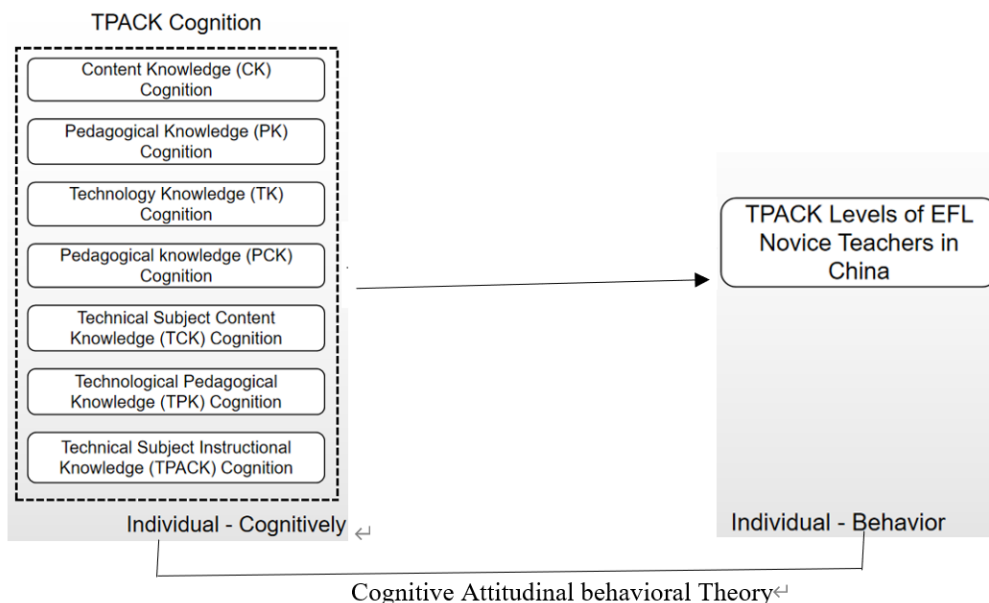 TPACK Cognition
Content Knowledge (CK)
Cognition
Pedagogical Knowledge (PK)
Cognition
Technology Knowledge (TK)
Cognition
Pedagogical knowledge (PCK)
Cognition
Technical Subject Content
Knowledge (TCK) Cognition
Technological Pedagogical
Knowledge (TPK) Cognition
Technical Subject Instructional
Knowledge (TPACK) Cognition
Individual - Cognitively
TPACK Levels of EFL
Novice Teachers in
China
Individual - Behavior
Cognitive Attitudinal behavioral Theory